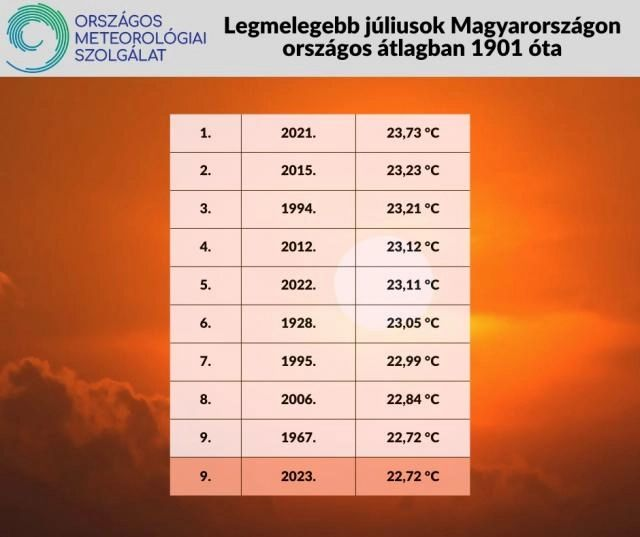 ORSZÁGOS
METEOROLÓGIAI
SZOLGÁLAT
Legmelegebb júliusok Magyarországon
országos átlagban 1901 óta
1. 2021. 23,73 °C
2. 2015. 23,23 °C
3. 1994. 23,21 °C
4. 2012. 23,12 °C
5. 2022. 23,11 °C
6. 1928. 23,05 °C
7. 1995. 22,99 °C
8. 2006. 22,84 °C
9. 1967. 22,72 °C
9. 2023. 22,72 °C